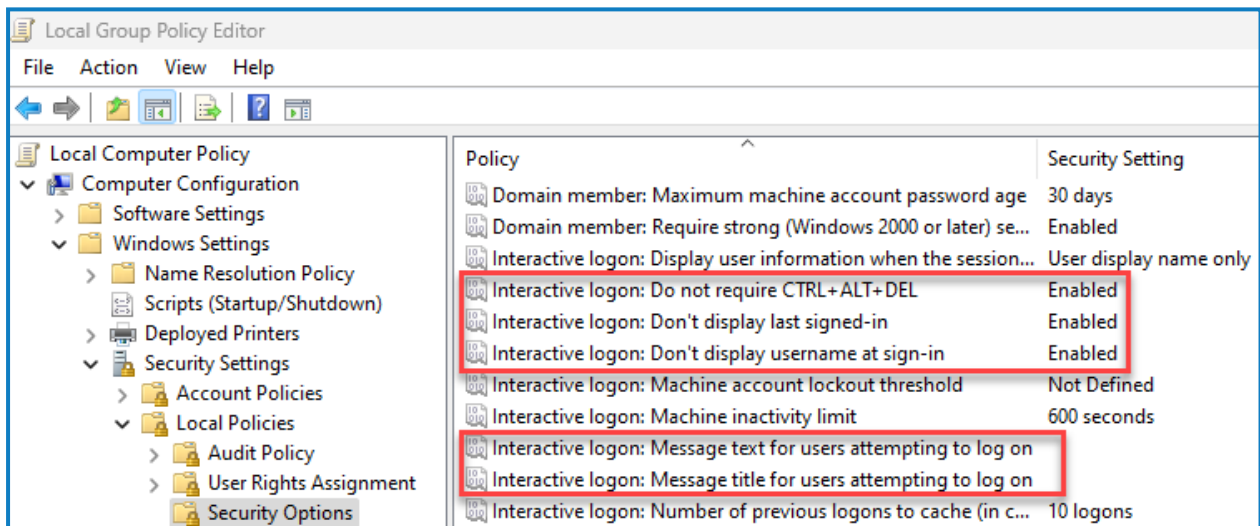 Local Group Policy Editor
File Action View Help
Local Computer Policy
Computer Configuration
Software Settings
Windows Settings
Name Resolution Policy
Scripts (Startup/Shutdown)
Deployed Printers
Security Settings
Account Policies
Local Policies
Audit Policy
User Rights Assignment
Security Options
Policy Security Setting
Domain member: Maximum machine account password age 30 days
Domain member: Require strong (Windows 2000 or later) se... Enabled
Interactive logon: Display user information when the session... User display name only
Interactive logon: Do not require CTRL+ALT+DEL Enabled
Interactive logon: Don't display last signed-in Enabled
Interactive logon: Don't display username at sign-in Enabled
Interactive logon: Machine account lockout threshold Not Defined
Interactive logon: Machine inactivity limit 600 seconds
Interactive logon: Message text for users attempting to log on
Interactive logon: Message title for users attempting to log on
Interactive logon: Number of previous logons to cache (in c... 10 logons